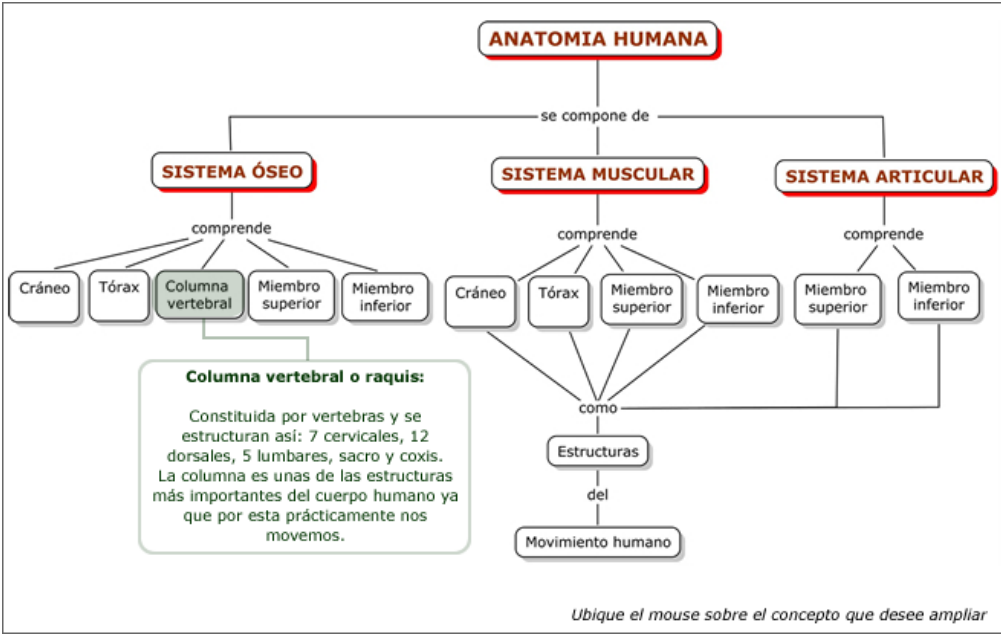 ANATOMIA HUMANA
se compone de
SISTEMA ÓSEO
SISTEMA MUSCULAR
SISTEMA ARTICULAR
comprende
comprende
comprende
Cráneo
Tórax
Columna
vertebral
Miembro
superior
Miembro
inferior
Cráneo
Tórax
Miembro
superior
Miembro
inferior
Miembro
superior
Miembro
inferior
Columna vertebral o raquis:
Constituida por vertebras y se
estructuran así: 7 cervicales, 12
dorsales, 5 lumbares, sacro y coxis.
La columna es unas de las estructuras
más importantes del cuerpo humano ya
que por esta prácticamente nos
movemos.
como
Estructuras
del
Movimiento humano
Ubique el mouse sobre el concepto que desee ampliar